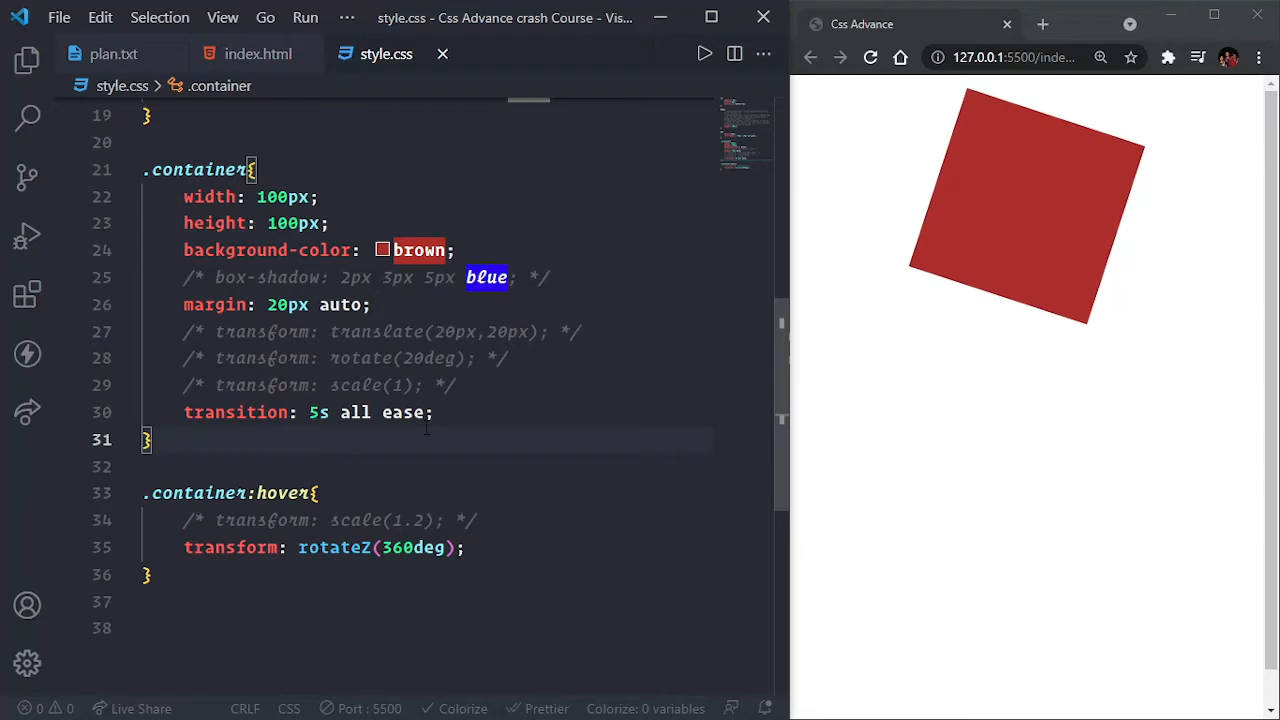 File Edit Selection View Go Run ··· style.css - Css Advance crash Course - Vis...
plan.txt index.html style.css
style.css > .container
19 }
20
21 .container{
22 width: 100px;
23 height: 100px;
24 background-color: brown;
25 /* box-shadow: 2px 3px 5px blue; */
26 margin: 20px auto;
27 /* transform: translate(20px,20px); */
28 /* transform: rotate(20deg); */
29 /* transform: scale(1); */
30 transition: 5s all ease;
31 }
32
33 .container:hover{
34 /* transform: scale(1.2); */
35 transform: rotateZ(360deg);
36 }
37
38
0 0 Live Share CRLF CSS Port : 5500 Colorize Prettier Colorize: 0 variables
Css Advance
127.0.0.1:5500/inde...